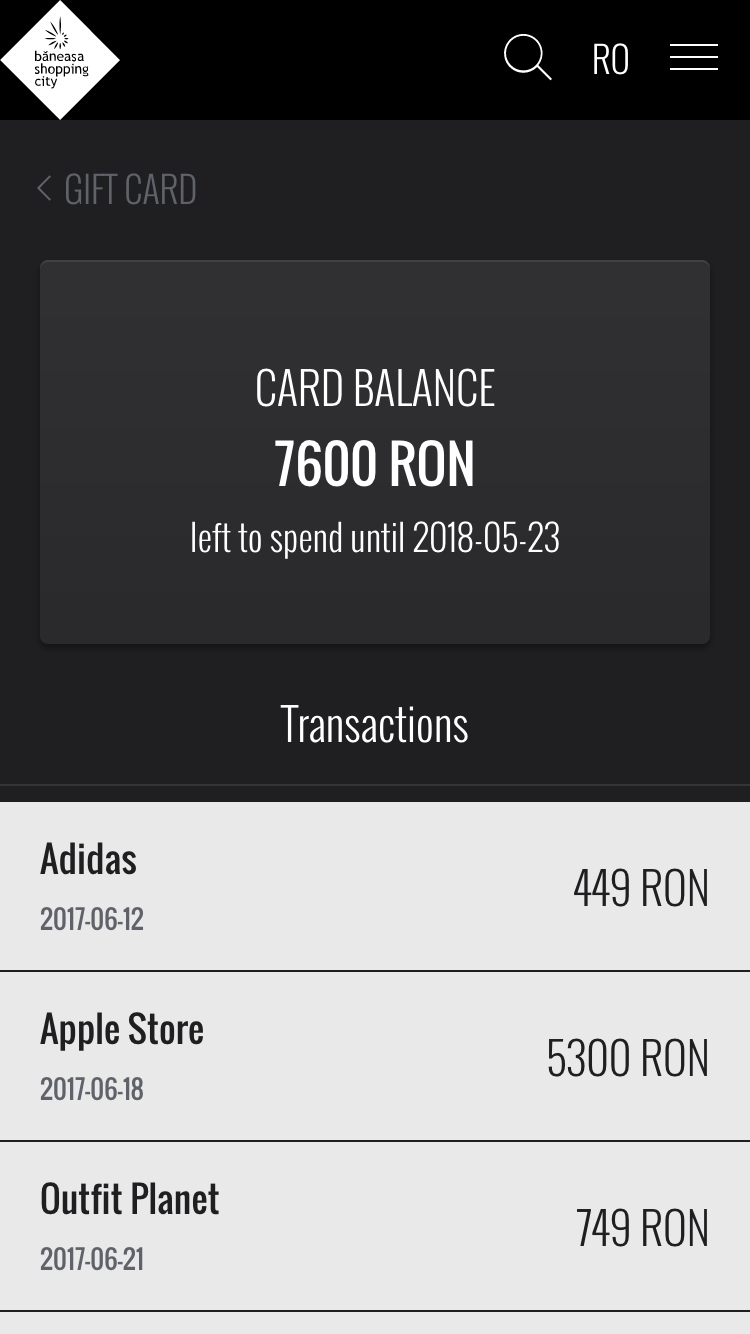 băneasa
shopping
city
RO
< GIFT CARD
CARD BALANCE
7600 RON
left to spend until 2018-05-23
Transactions
Adidas
449 RON
2017-06-12
Apple Store
5300 RON
2017-06-18
Outfit Planet
749 RON
2017-06-21